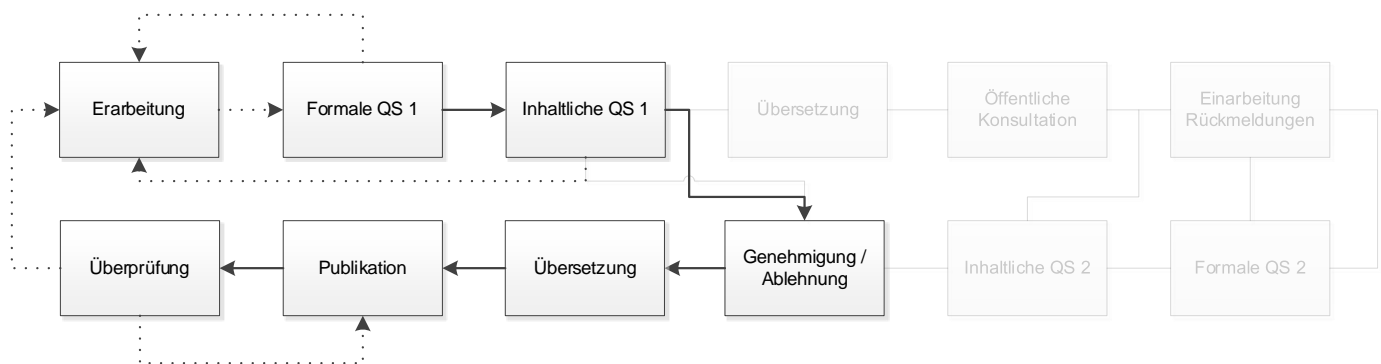 Erarbeitung
Formale QS 1
Inhaltliche QS 1
Übersetzung
Öffentliche
Konsultation
Einarbeitung
Rückmeldungen
Überprüfung
Publikation
Übersetzung
Genehmigung /
Ablehnung
Inhaltliche QS 2
Formale QS 2